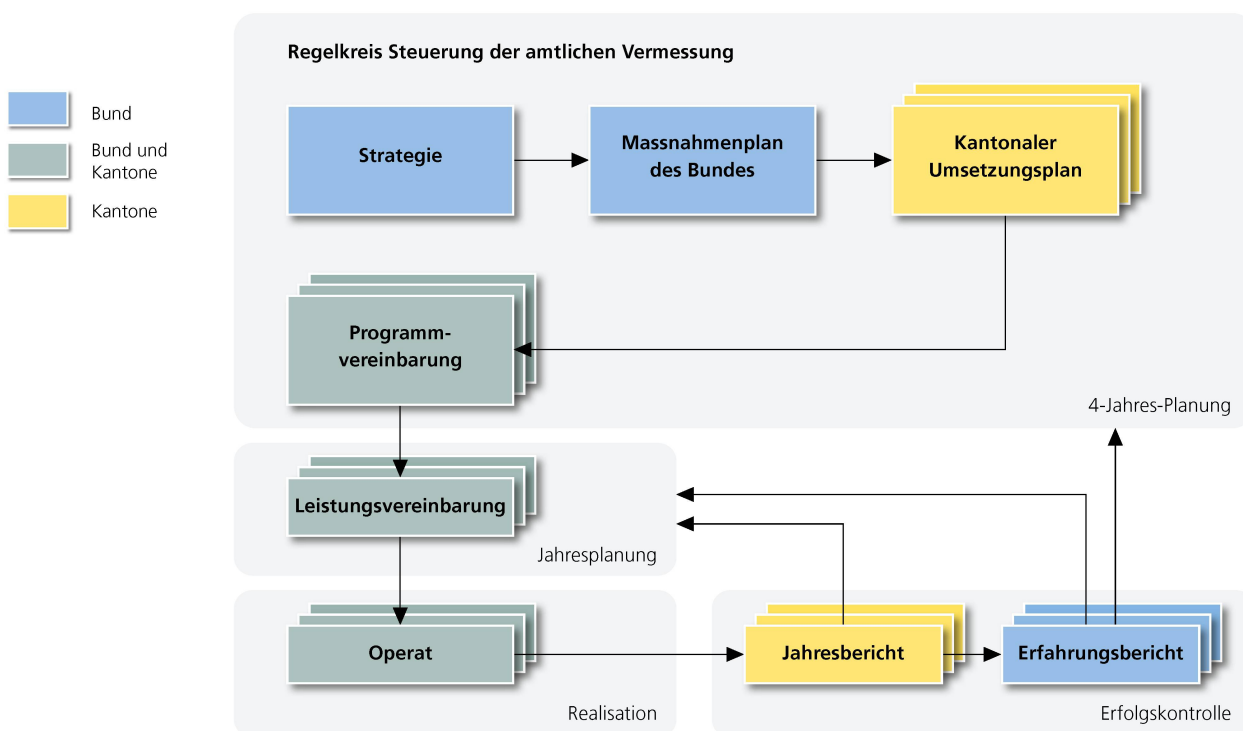 Regelkreis Steuerung der amtlichen Vermessung
Bund
Bund und
Kantone
Kantone
Strategie
Massnahmenplan
des Bundes
Kantonaler
Umsetzungsplan
Programm-
vereinbarung
4-Jahres-Planung
Leistungsvereinbarung
Jahresplanung
Operat
Realisation
Jahresbericht
Erfahrungsbericht
Erfolgskontrolle